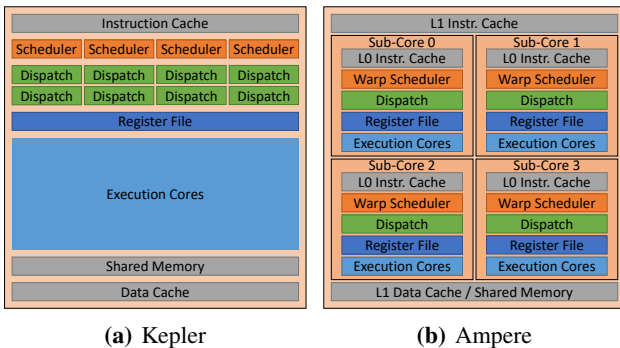 Instruction Cache
Scheduler Scheduler Scheduler Scheduler
Dispatch Dispatch Dispatch Dispatch
Dispatch Dispatch Dispatch Dispatch
Register File
Execution Cores
Shared Memory
Data Cache
(a) Kepler
L1 Instr. Cache
Sub-Core 0
L0 Instr. Cache
Warp Scheduler
Dispatch
Register File
Execution Cores
Sub-Core 1
L0 Instr. Cache
Warp Scheduler
Dispatch
Register File
Execution Cores
Sub-Core 2
L0 Instr. Cache
Warp Scheduler
Dispatch
Register File
Execution Cores
Sub-Core 3
L0 Instr. Cache
Warp Scheduler
Dispatch
Register File
Execution Cores
L1 Data Cache / Shared Memory
(b) Ampere